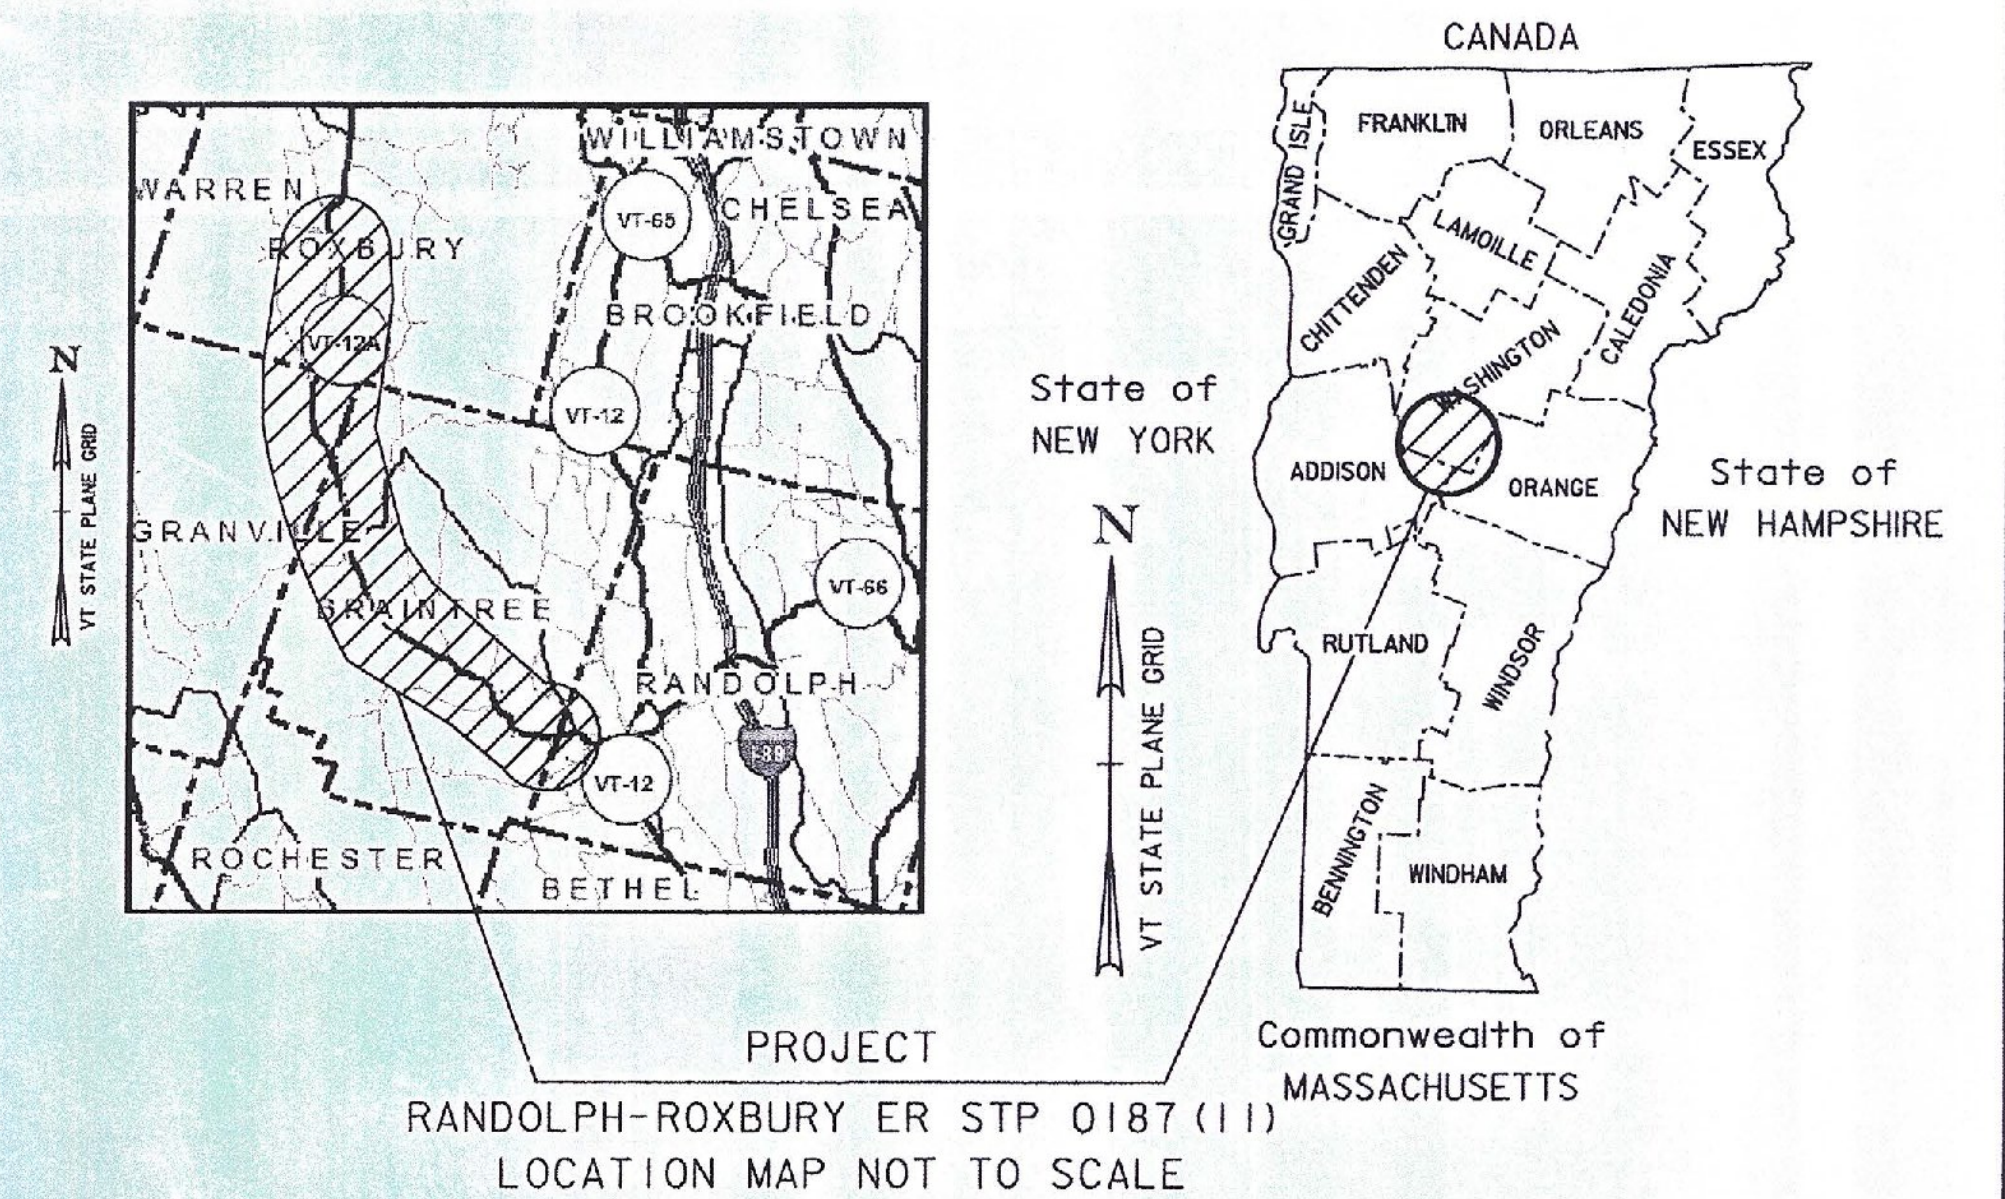 CANADA
WILLIAMSTOWN
WARREN
VT-65
CHELSEA
ROXBURY
BROOKFIELD
VT-12A
VT-12
GRANVILLE
VT-66
BRAINTREE
RANDOLPH
VT-12
ROCHESTER
BETHEL
N
VT STATE PLANE GRID
GRAND ISLE
FRANKLIN
ORLEANS
ESSEX
LAMOILLE
CHITTENDEN
CALEDONIA
WASHINGTON
State of
NEW YORK
ADDISON
ORANGE
State of
NEW HAMPSHIRE
N
VT STATE PLANE GRID
RUTLAND
WINDSOR
BENNINGTON
WINDHAM
Commonwealth of
MASSACHUSETTS
PROJECT
RANDOLPH-ROXBURY ER STP 0187(11)
LOCATION MAP NOT TO SCALE